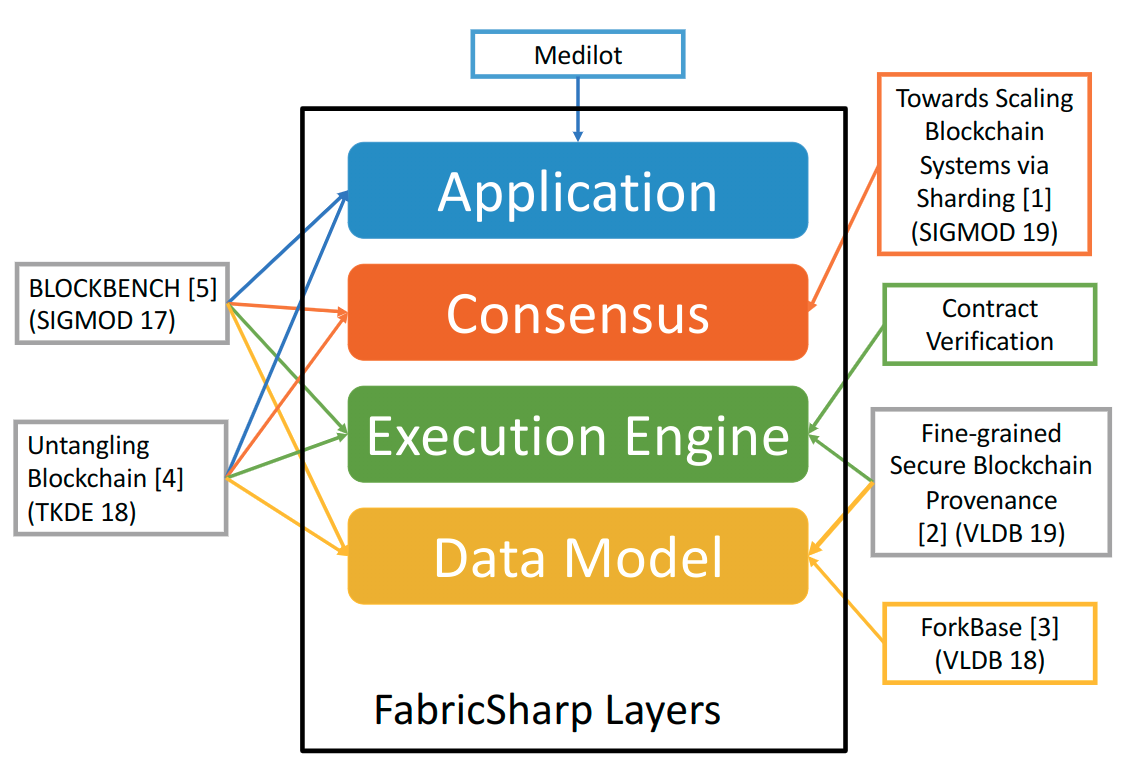 Medilot
Application
Consensus
Execution Engine
Data Model
FabricSharp Layers
BLOCKBENCH [5]
(SIGMOD 17)
Untangling
Blockchain [4]
(TKDE 18)
Towards Scaling
Blockchain
Systems via
Sharding [1]
(SIGMOD 19)
Contract
Verification
Fine-grained
Secure Blockchain
Provenance
[2] (VLDB 19)
ForkBase [3]
(VLDB 18)